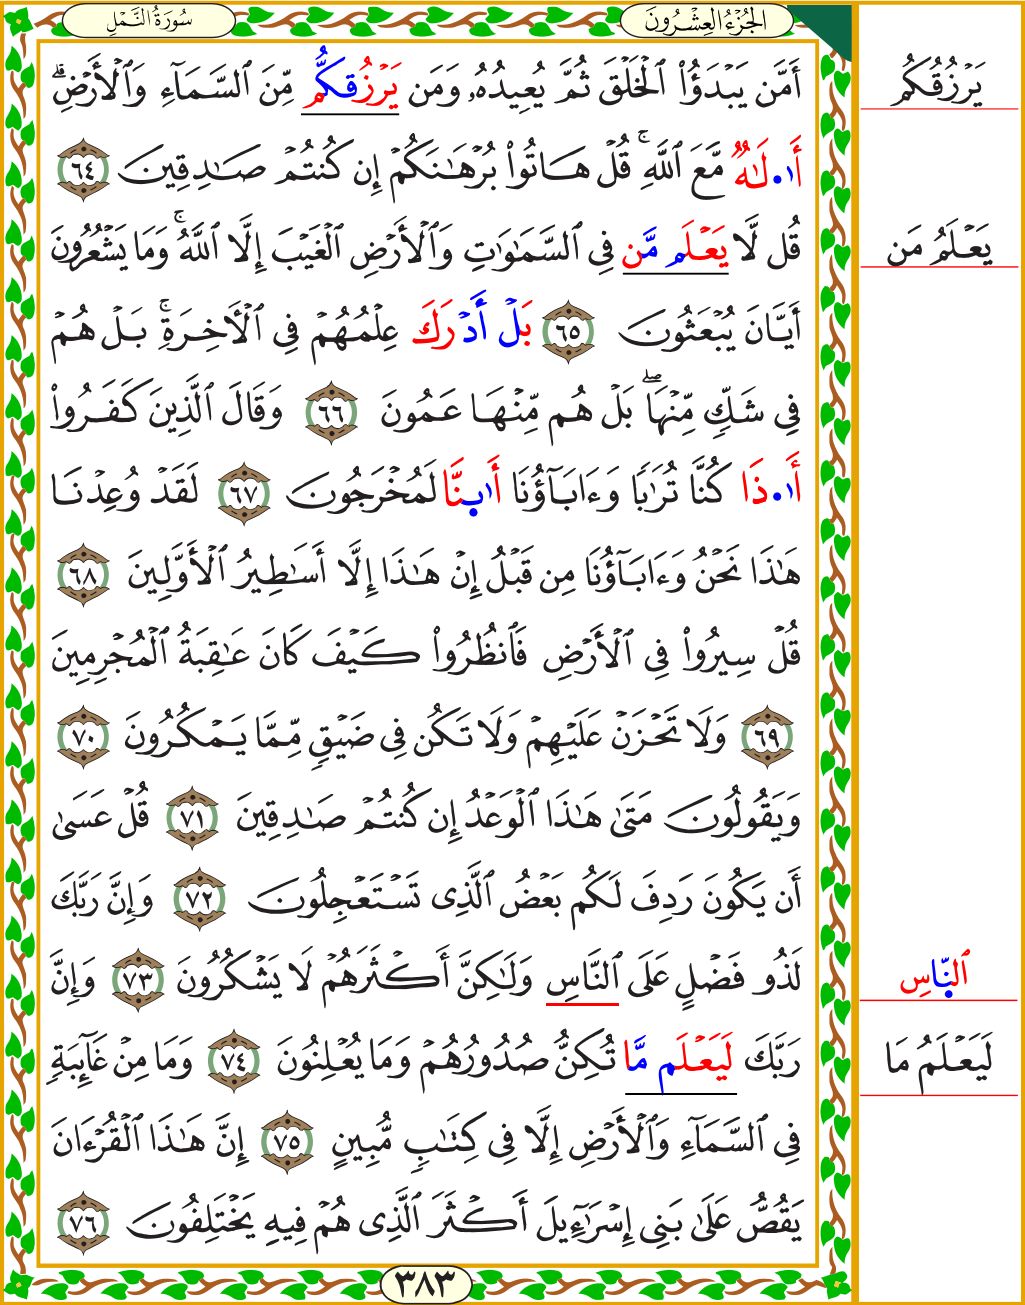 الجُزْءُ العِشْرُونَ
سُورَةُ النَّمْلِ
أَمَّن يَبْدَؤُا۟ ٱلْخَلْقَ ثُمَّ يُعِيدُهُۥ وَمَن يَرْزُقكُّم مِّنَ ٱلسَّمَآءِ وَٱلْأَرْضِۗ
يَرْزُقُكُمْ
أَا۟لَٰهٌ مَّعَ ٱللَّهِۚ قُلْ هَاتُوا۟ بُرْهَٰنَكُمْ إِن كُنتُمْ صَٰدِقِينَ ٦٤
قُل لَّا يَعْلَم مَّن فِى ٱلسَّمَٰوَٰتِ وَٱلْأَرْضِ ٱلْغَيْبَ إِلَّا ٱللَّهُۚ وَمَا يَشْعُرُونَ
يَعْلَمُ مَن
أَيَّانَ يُبْعَثُونَ ٦٥ بَلْ أَدْرَكَ عِلْمُهُمْ فِى ٱلْأَخِرَةِۚ بَلْ هُمْ
فِى شَكٍّ مِّنْهَاۖ بَلْ هُم مِّنْهَا عَمُونَ ٦٦ وَقَالَ ٱلَّذِينَ كَفَرُوا۟
أَا۟ذَا كُنَّا تُرَٰبًا وَءَابَآؤُنَا أَىِٕنَّا لَمُخْرَجُونَ ٦٧ لَقَدْ وُعِدْنَا
هَٰذَا نَحْنُ وَءَابَآؤُنَا مِن قَبْلُ إِنْ هَٰذَا إِلَّا أَسَٰطِيرُ ٱلْأَوَّلِينَ ٦٨
قُلْ سِيرُوا۟ فِى ٱلْأَرْضِ فَٱنظُرُوا۟ كَيْفَ كَانَ عَٰقِبَةُ ٱلْمُجْرِمِينَ
٦٩ وَلَا تَحْزَنْ عَلَيْهِمْ وَلَا تَكُن فِى ضَيْقٍ مِّمَّا يَمْكُرُونَ ٧٠
وَيَقُولُونَ مَتَىٰ هَٰذَا ٱلْوَعْدُ إِن كُنتُمْ صَٰدِقِينَ ٧١ قُلْ عَسَىٰ
أَن يَكُونَ رَدِفَ لَكُم بَعْضُ ٱلَّذِى تَسْتَعْجِلُونَ ٧٢ وَإِنَّ رَبَّكَ
لَذُو فَضْلٍ عَلَى ٱلنَّاسِ وَلَٰكِنَّ أَكْثَرَهُمْ لَا يَشْكُرُونَ ٧٣ وَإِنَّ
ٱلنَّاسِ
رَبَّكَ لَيَعْلَم مَّا تُكِنُّ صُدُورُهُمْ وَمَا يُعْلِنُونَ ٧٤ وَمَا مِنْ غَآئِبَةٍ
لَيَعْلَمُ مَا
فِى ٱلسَّمَآءِ وَٱلْأَرْضِ إِلَّا فِى كِتَٰبٍ مُّبِينٍ ٧٥ إِنَّ هَٰذَا ٱلْقُرْءَانَ
يَقُصُّ عَلَىٰ بَنِى إِسْرَٰٓءِيلَ أَكْثَرَ ٱلَّذِى هُمْ فِيهِ يَخْتَلِفُونَ ٧٦
٣٨٣